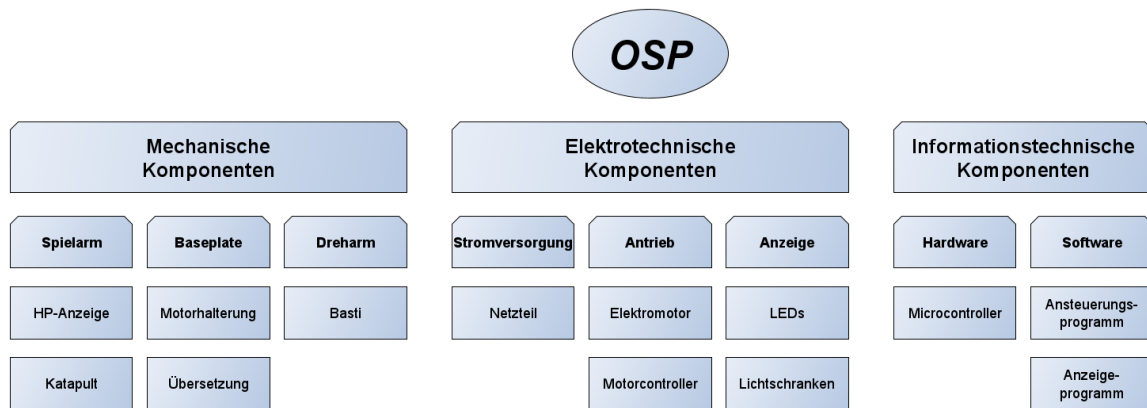 OSP
Mechanische
Komponenten
Elektrotechnische
Komponenten
Informationstechnische
Komponenten
Spielarm
Baseplate
Dreharm
Stromversorgung
Antrieb
Anzeige
Hardware
Software
HP-Anzeige
Motorhalterung
Basti
Netzteil
Elektromotor
LEDs
Microcontroller
Ansteuerungs-
programm
Katapult
Übersetzung
Motorcontroller
Lichtschranken
Anzeige-
programm